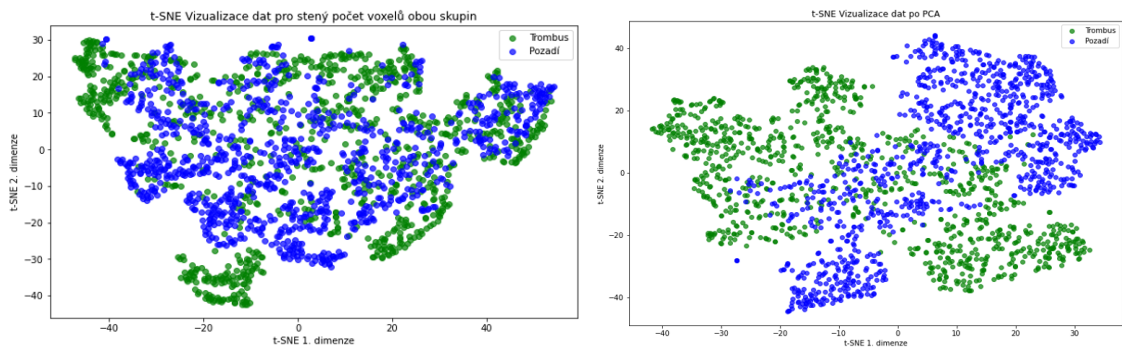 t-SNE Vizualizace dat pro stený počet voxelů obou skupin
Trombus
Pozadí
30
20
10
0
−10
−20
−30
−40
t-SNE 2. dimenze
−40
−20
0
20
40
t-SNE 1. dimenze
t-SNE Vizualizace dat po PCA
Trombus
Pozadí
40
20
0
−20
−40
t-SNE 2. dimenze
−40
−30
−20
−10
0
10
20
30
t-SNE 1. dimenze